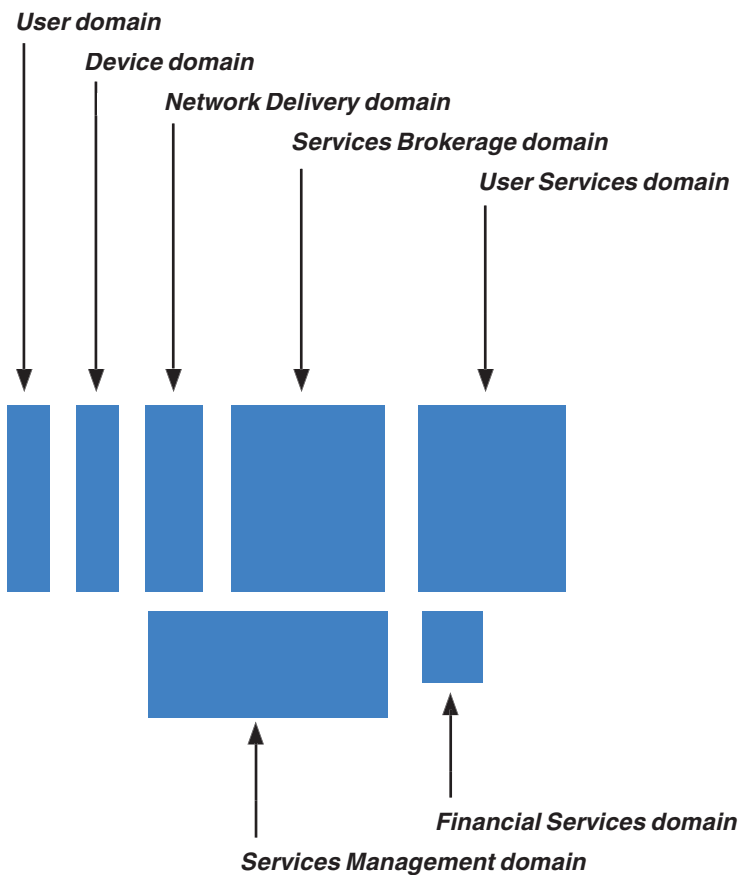 User domain
Device domain
Network Delivery domain
Services Brokerage domain
User Services domain
Financial Services domain
Services Management domain